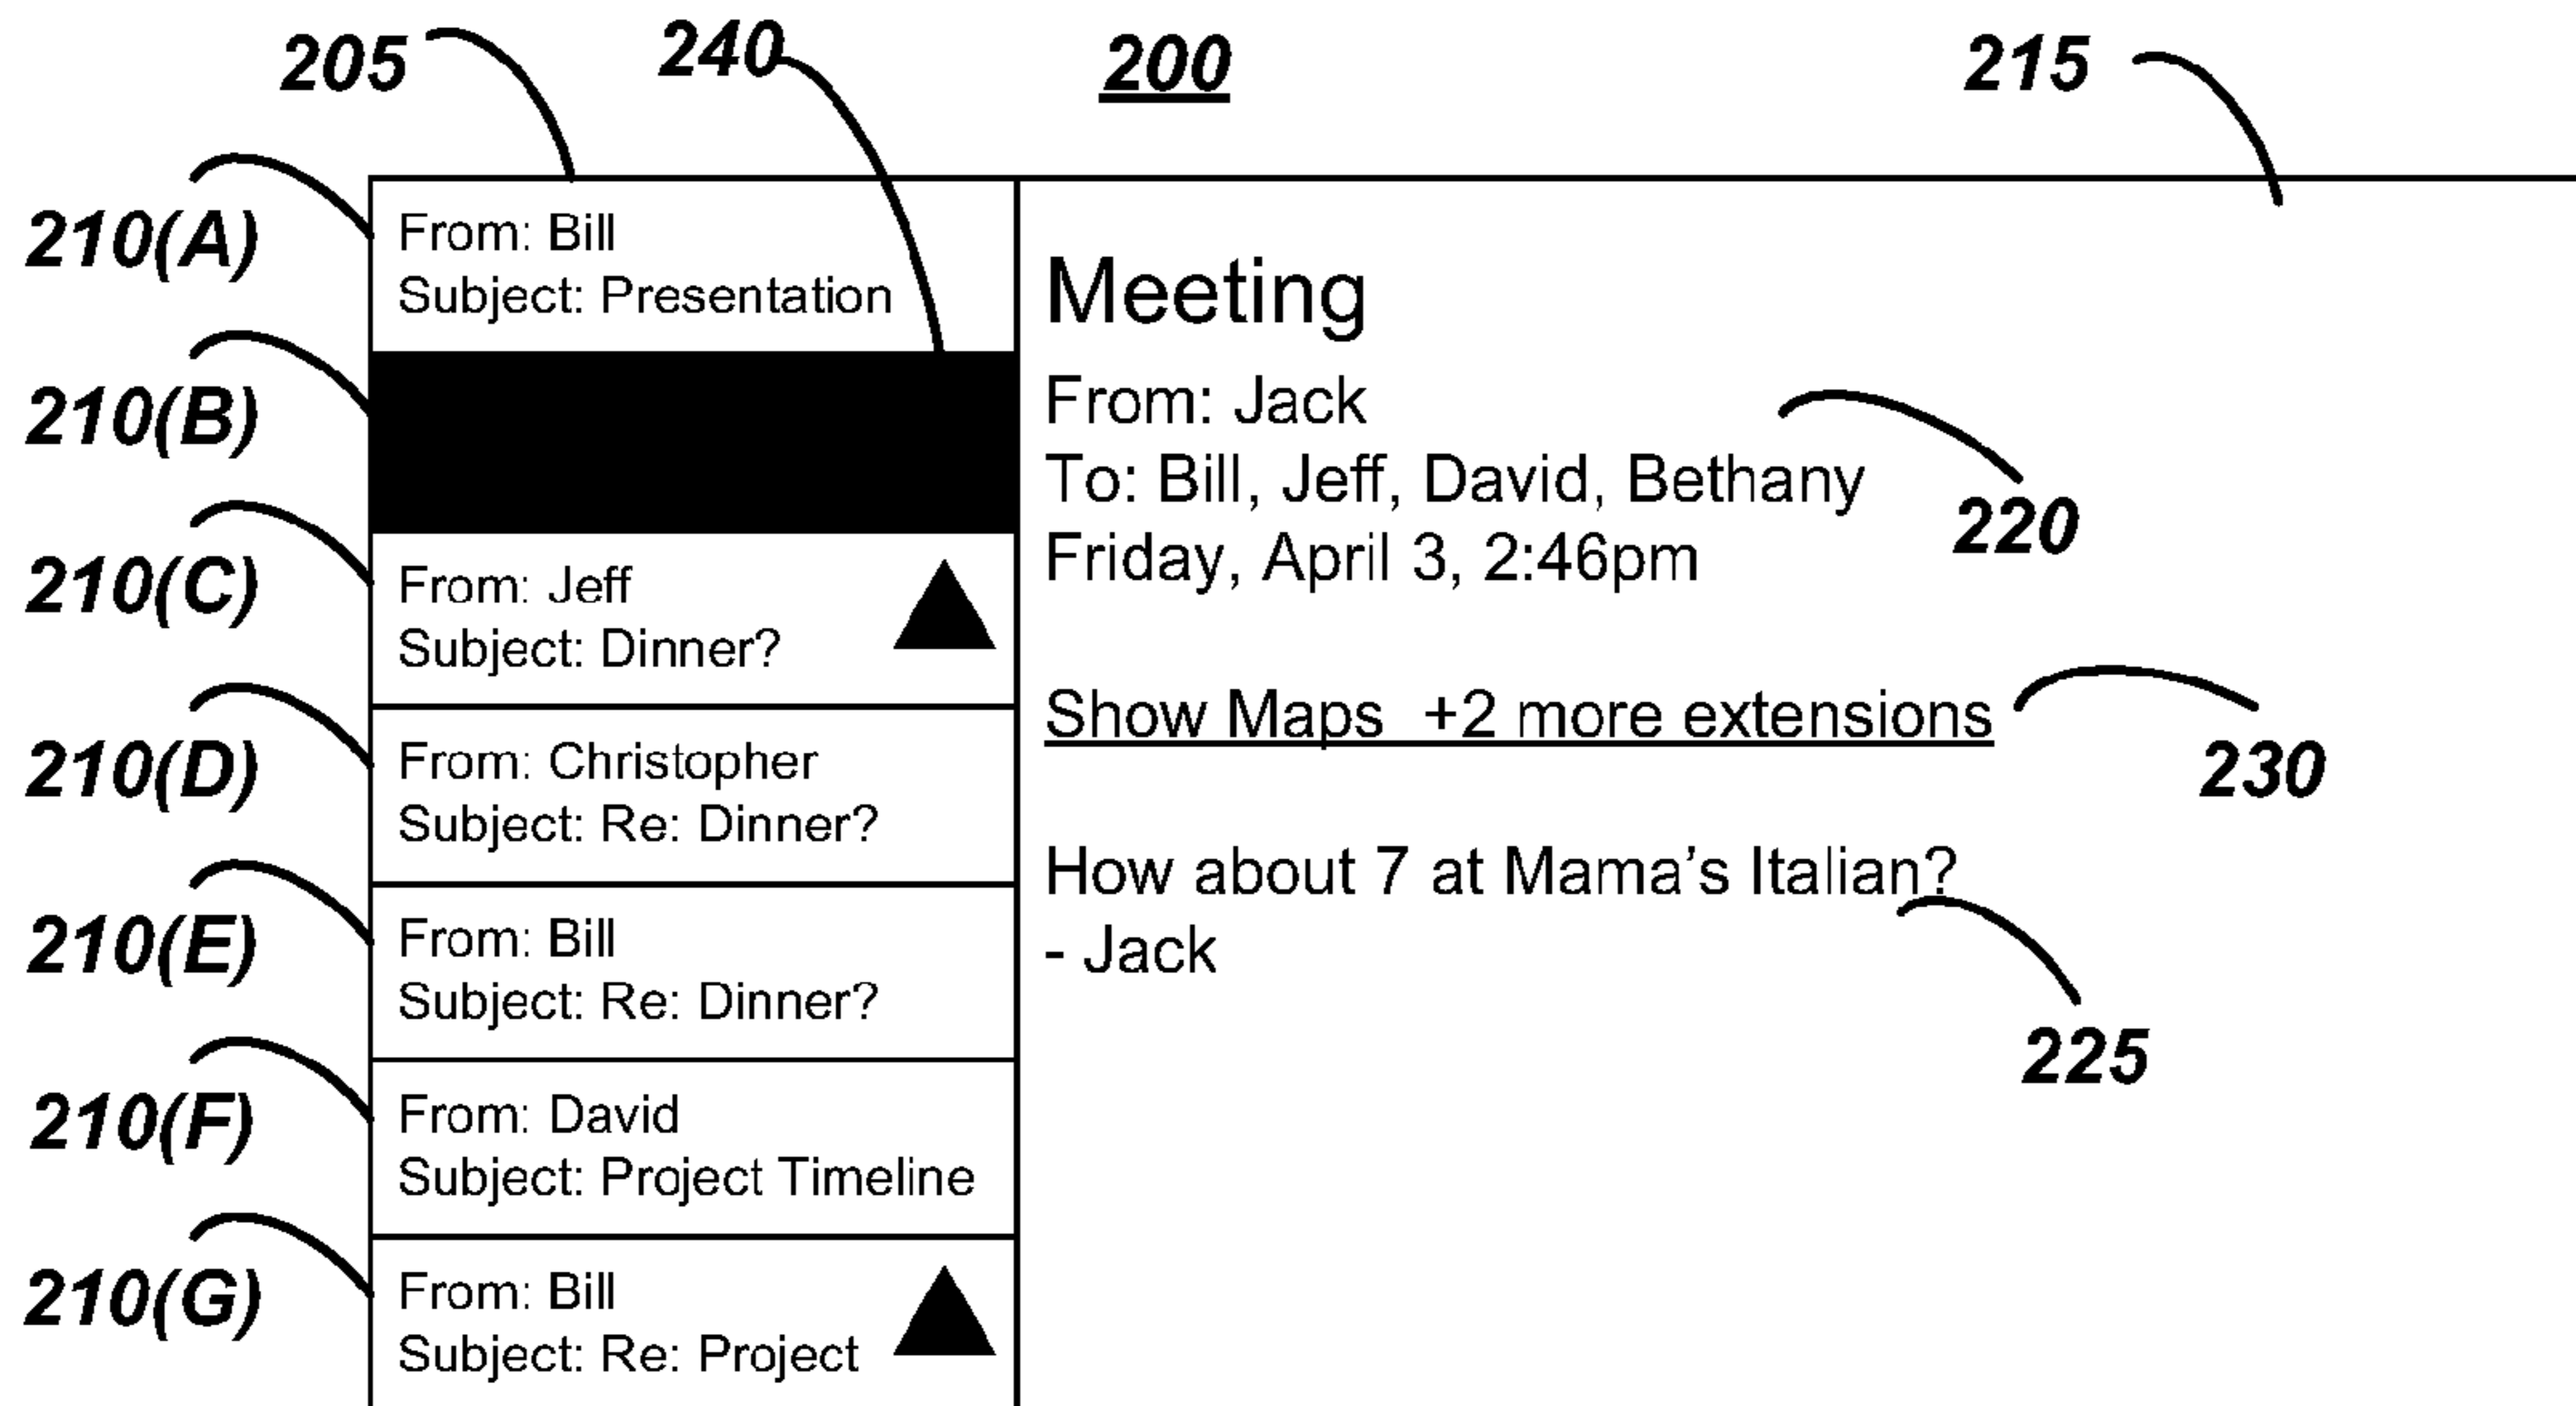 205
240
200
215
210(A)
From: Bill
Subject: Presentation
210(B)
210(C)
From: Jeff
Subject: Dinner?
210(D)
From: Christopher
Subject: Re: Dinner?
210(E)
From: Bill
Subject: Re: Dinner?
210(F)
From: David
Subject: Project Timeline
210(G)
From: Bill
Subject: Re: Project
Meeting
From: Jack
To: Bill, Jeff, David, Bethany
Friday, April 3, 2:46pm
220
Show Maps +2 more extensions
230
How about 7 at Mama's Italian?
- Jack
225